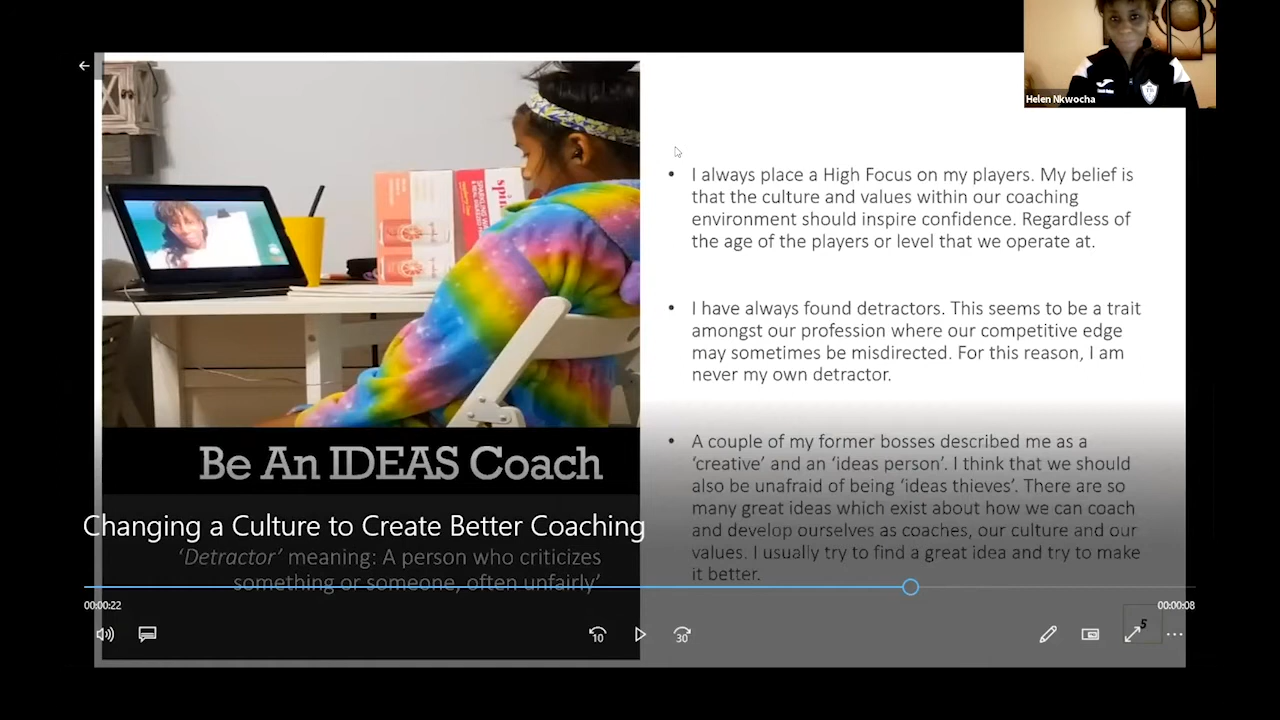 Helen Nkwocha
• I always place a High Focus on my players. My belief is
that the culture and values within our coaching
environment should inspire confidence. Regardless of
the age of the players or level that we operate at.
• I have always found detractors. This seems to be a trait
amongst our profession where our competitive edge
may sometimes be misdirected. For this reason, I am
never my own detractor.
• A couple of my former bosses described me as a
‘creative’ and an ‘ideas person’. I think that we should
also be unafraid of being ‘ideas thieves’. There are so
many great ideas which exist about how we can coach
and develop ourselves as coaches, our culture and our
values. I usually try to find a great idea and try to make
it better.
Be An IDEAS Coach
Changing a Culture to Create Better Coaching
‘Detractor’ meaning: A person who criticizes
something or someone, often unfairly’
00:00:22
00:00:08
10
30
5